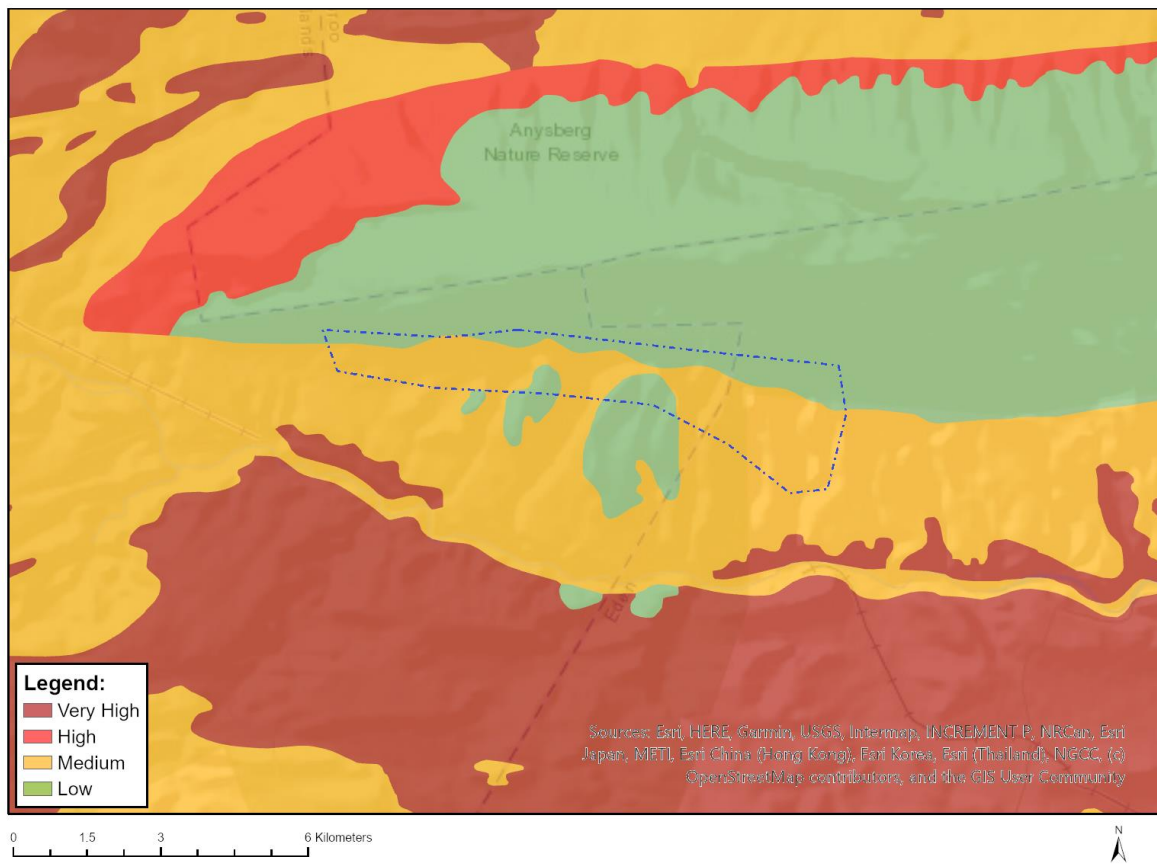 Anysberg
Nature Reserve
Eden
Legend:
Very High
High
Medium
Low
Sources: Esri, HERE, Garmin, USGS, Intermap, INCREMENT P, NRCan, Esri
Japan, METI, Esri China (Hong Kong), Esri Korea, Esri (Thailand), NGCC, (c)
OpenStreetMap contributors, and the GIS User Community
0 1.5 3 6 Kilometers
N